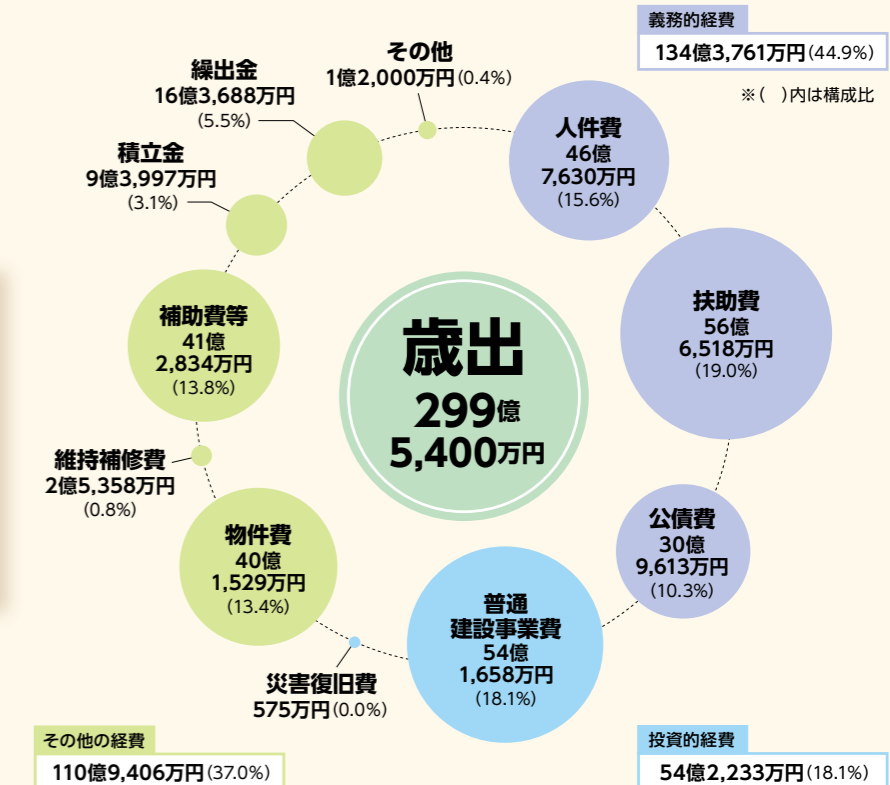 義務的経費
134億3,761万円(44.9%)
※(　)内は構成比
その他
1億2,000万円(0.4%)
繰出金
16億3,688万円
(5.5%)
積立金
9億3,997万円
(3.1%)
人件費
46億
7,630万円
(15.6%)
扶助費
56億
6,518万円
(19.0%)
補助費等
41億
2,834万円
(13.8%)
歳出
299億
5,400万円
維持補修費
2億5,358万円
(0.8%)
物件費
40億
1,529万円
(13.4%)
公債費
30億
9,613万円
(10.3%)
普通
建設事業費
54億
1,658万円
(18.1%)
災害復旧費
575万円(0.0%)
その他の経費
110億9,406万円(37.0%)
投資的経費
54億2,233万円(18.1%)